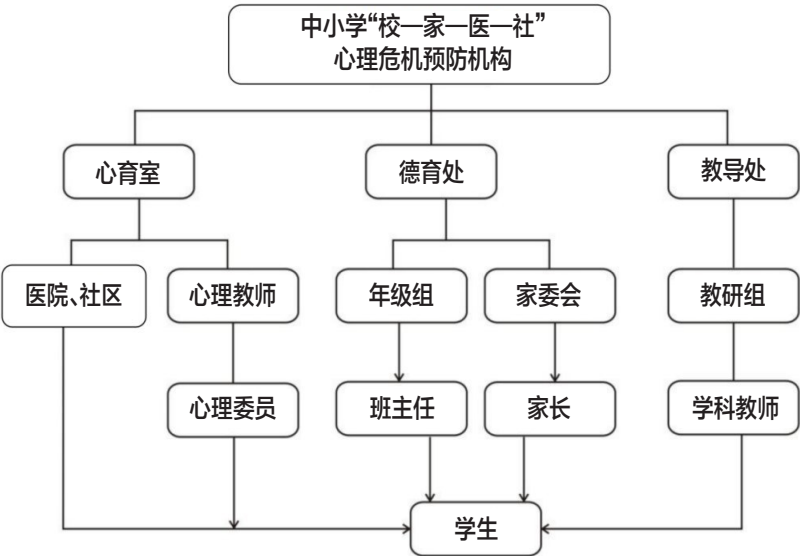 中小学“校—家—医—社”
心理危机预防机构
心育室
德育处
教导处
医院、社区
心理教师
年级组
家委会
教研组
心理委员
班主任
家长
学科教师
学生